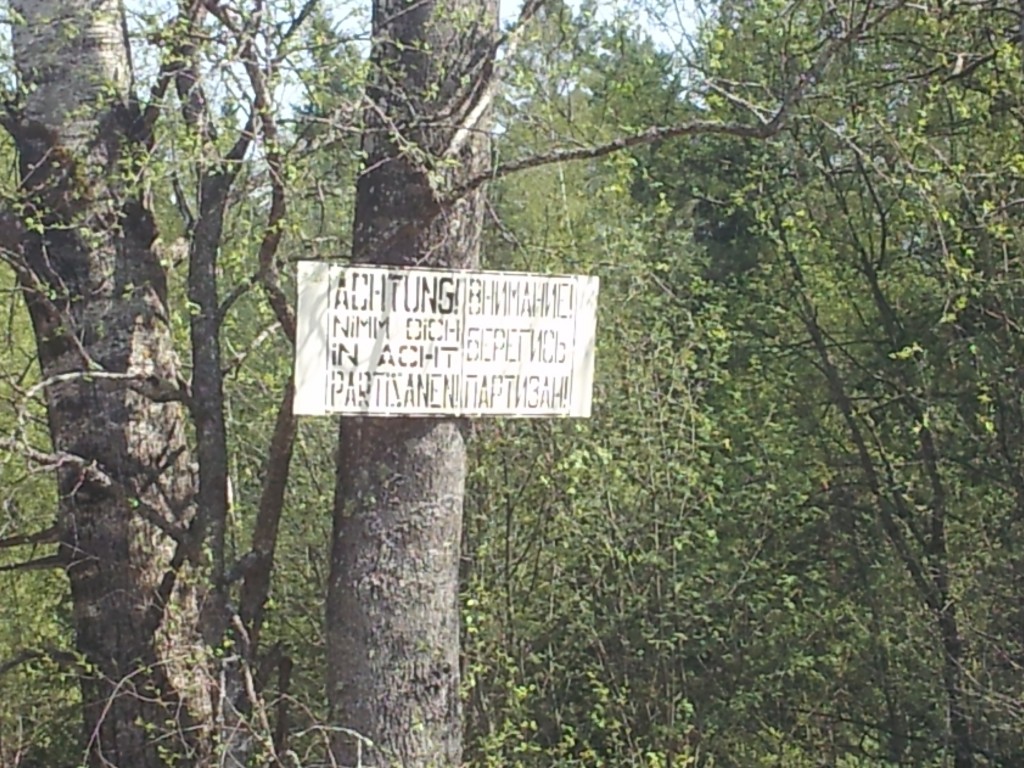 ACHTUNG!
NIMM DICH
IN ACHT
PARTISANEN!
ВНИМАНИЕ!
БЕРЕГИСЬ
ПАРТИЗАН!